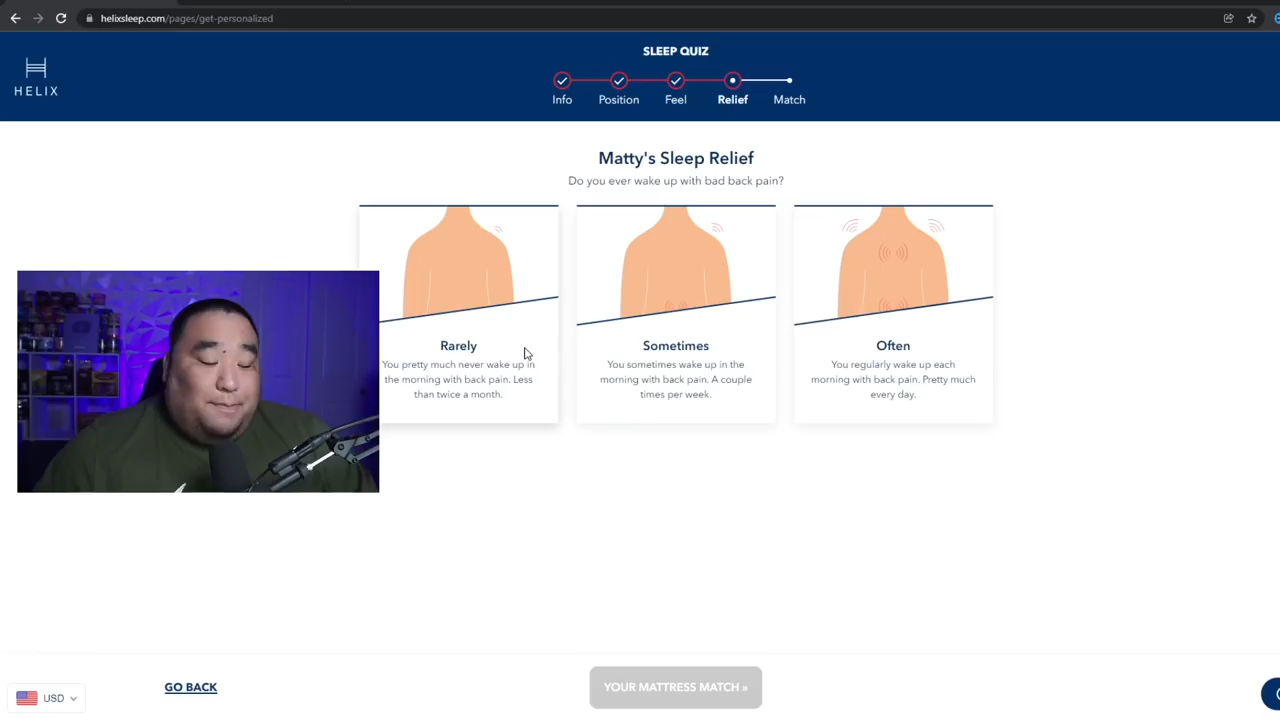 helixsleep.com/pages/get-personalized
HELIX
SLEEP QUIZ
Info
Position
Feel
Relief
Match
Matty's Sleep Relief
Do you ever wake up with bad back pain?
Rarely
You pretty much never wake up in
the morning with back pain. Less
than twice a month.
Sometimes
You sometimes wake up in the
morning with back pain. A couple
times per week.
Often
You regularly wake up each
morning with back pain. Pretty much
every day.
USD
GO BACK
YOUR MATTRESS MATCH »